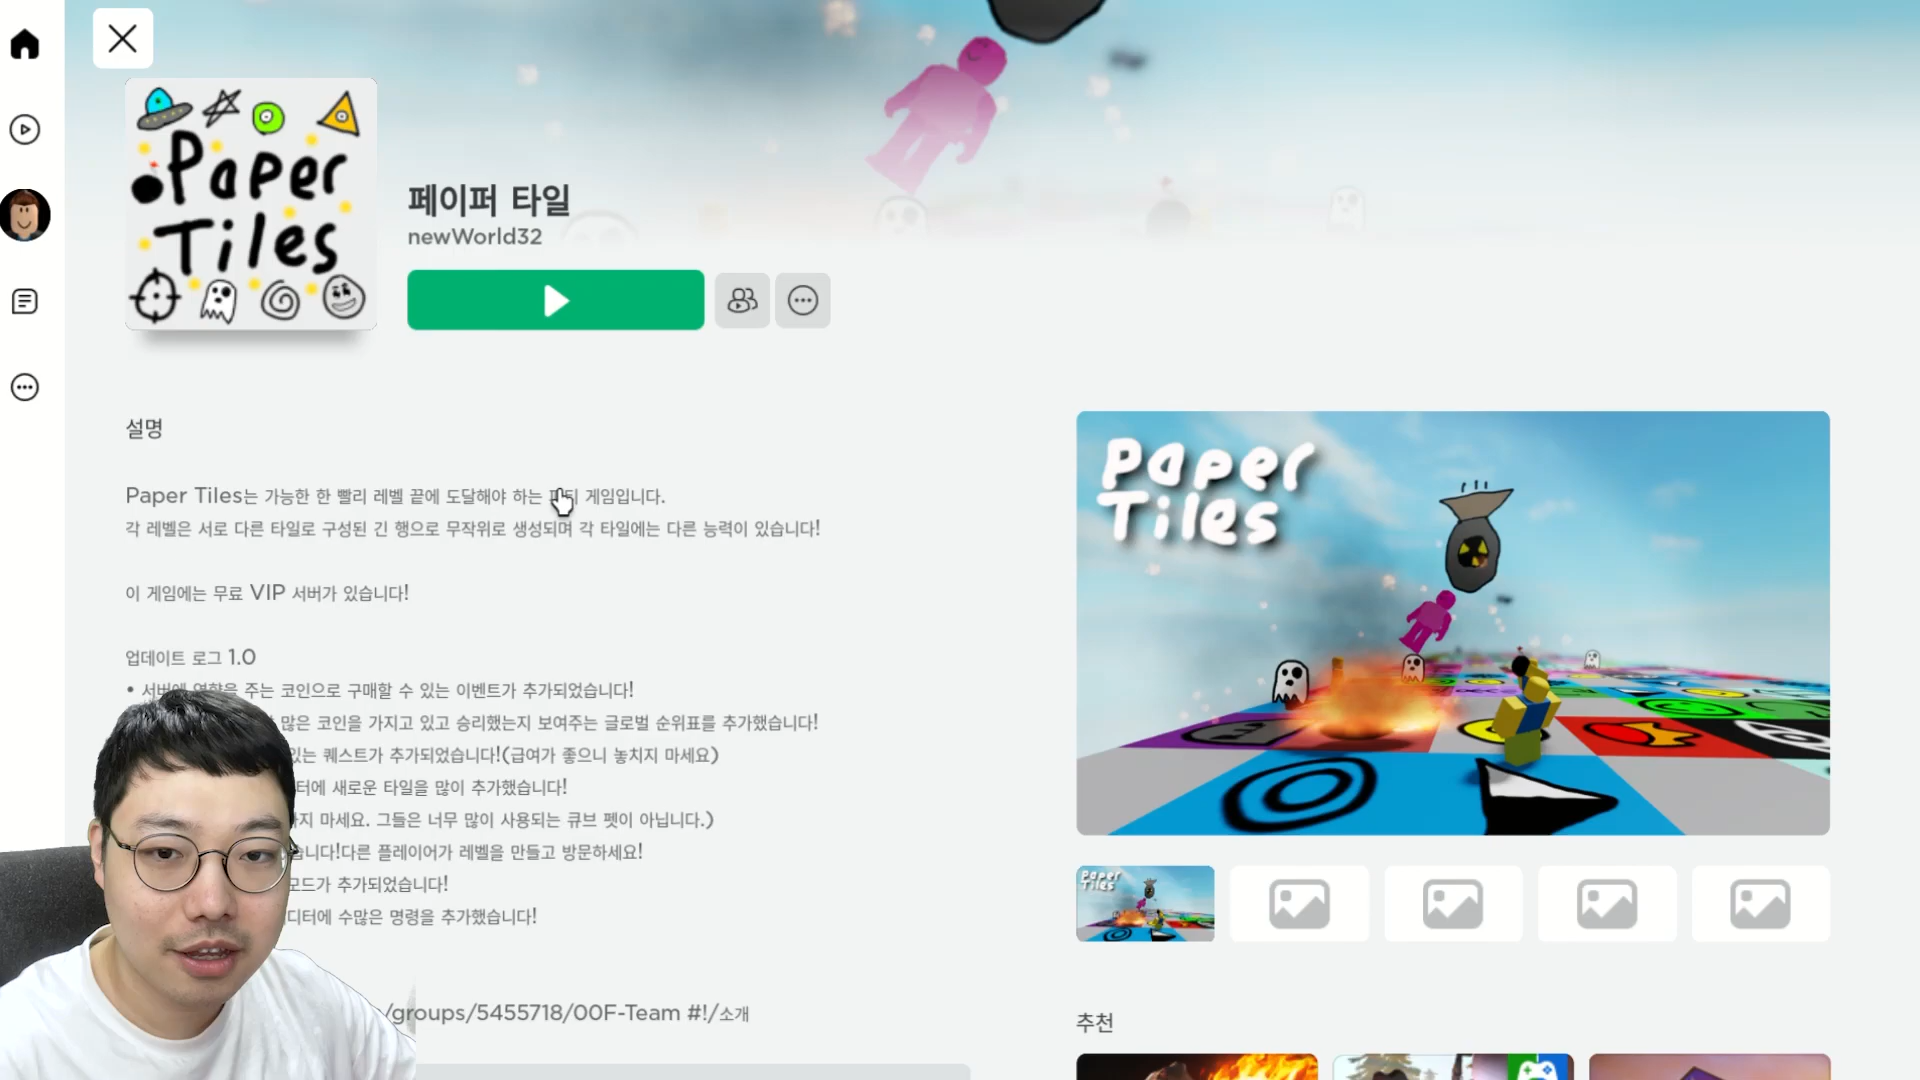 Paper
Tiles
페이퍼 타일
newWorld32
설명
Paper Tiles는 가능한 한 빨리 레벨 끝에 도달해야 하는 게임입니다.
각 레벨은 서로 다른 타일로 구성된 긴 행으로 무작위로 생성되며 각 타일에는 다른 능력이 있습니다!
이 게임에는 무료 VIP 서버가 있습니다!
업데이트 로그 1.0
• 서버에 영향을 주는 코인으로 구매할 수 있는 이벤트가 추가되었습니다!
많은 코인을 가지고 있고 승리했는지 보여주는 글로벌 순위표를 추가했습니다!
있는 퀘스트가 추가되었습니다!(급여가 좋으니 놓치지 마세요)
터에 새로운 타일을 많이 추가했습니다!
마세요. 그들은 너무 많이 사용되는 큐브 펫이 아닙니다.)
습니다!다른 플레이어가 레벨을 만들고 방문하세요!
모드가 추가되었습니다!
디터에 수많은 명령을 추가했습니다!
/groups/5455718/00F-Team #!/소개
Paper
Tiles
Paper
Tiles
추천